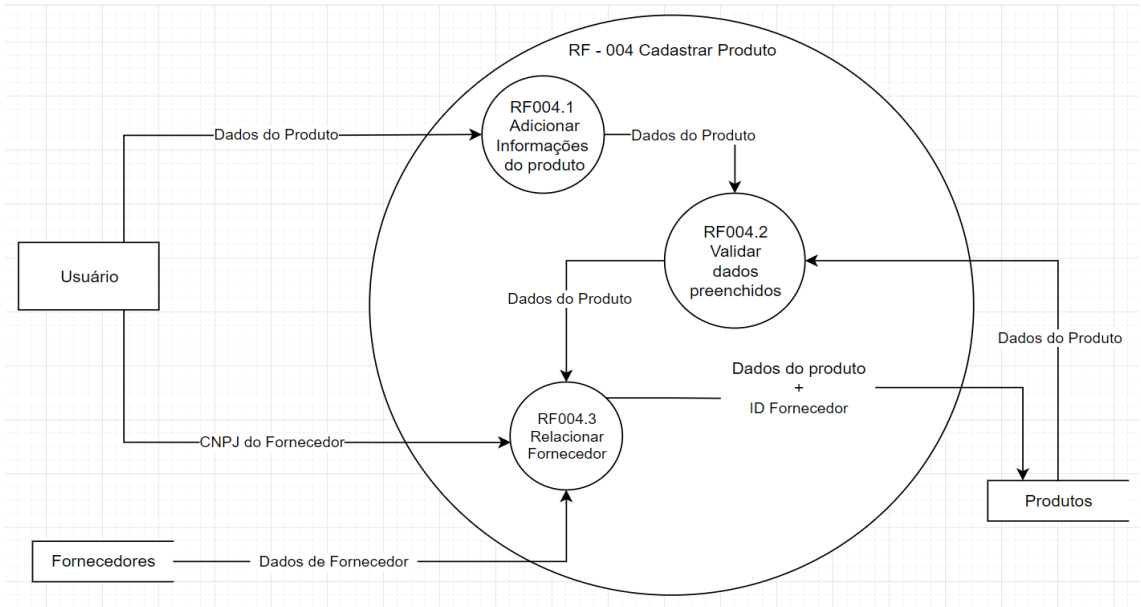 RF - 004 Cadastrar Produto
RF004.1
Adicionar
Informações
do produto
Dados do Produto
Dados do Produto
RF004.2
Validar
dados
preenchidos
Usuário
Dados do Produto
Dados do Produto
Dados do produto
+
ID Fornecedor
RF004.3
Relacionar
Fornecedor
CNPJ do Fornecedor
Produtos
Fornecedores
Dados de Fornecedor